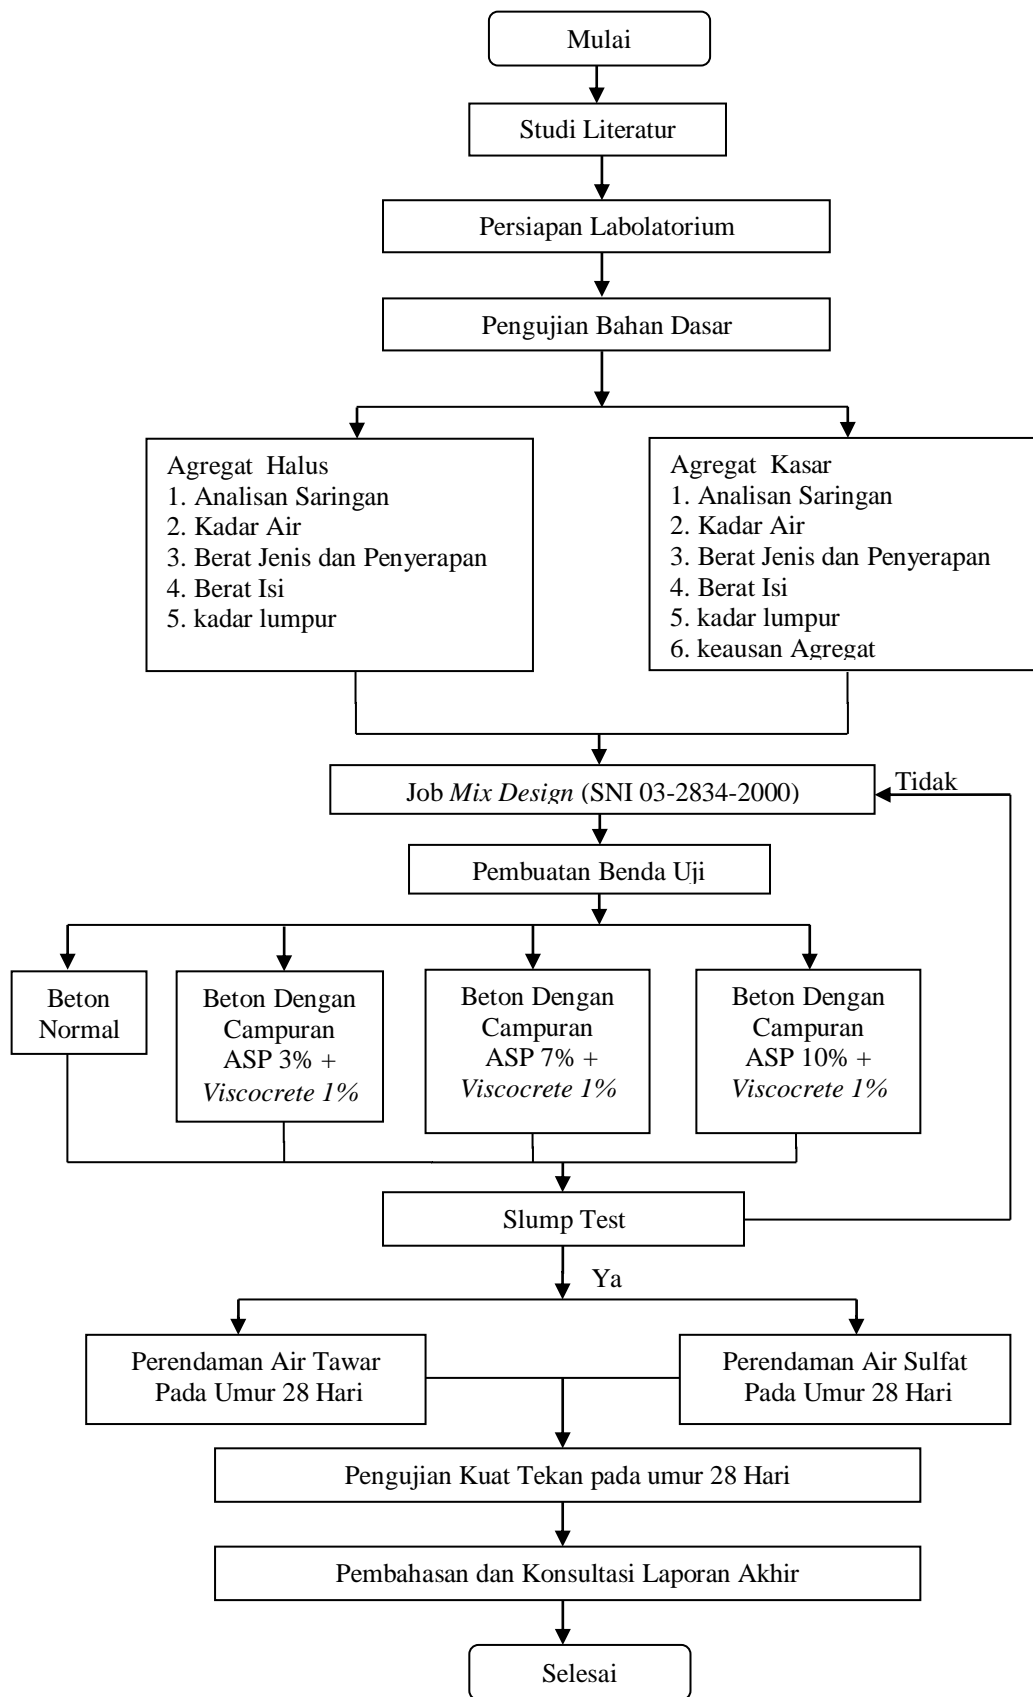 Mulai
Studi Literatur
Persiapan Labolatorium
Pengujian Bahan Dasar
Agregat Halus
1. Analisan Saringan
2. Kadar Air
3. Berat Jenis dan Penyerapan
4. Berat Isi
5. kadar lumpur
Agregat Kasar
1. Analisan Saringan
2. Kadar Air
3. Berat Jenis dan Penyerapan
4. Berat Isi
5. kadar lumpur
6. keausan Agregat
Job Mix Design (SNI 03-2834-2000)
Tidak
Pembuatan Benda Uji
Beton
Normal
Beton Dengan
Campuran
ASP 3% +
Viscocrete 1%
Beton Dengan
Campuran
ASP 7% +
Viscocrete 1%
Beton Dengan
Campuran
ASP 10% +
Viscocrete 1%
Slump Test
Ya
Perendaman Air Tawar
Pada Umur 28 Hari
Perendaman Air Sulfat
Pada Umur 28 Hari
Pengujian Kuat Tekan pada umur 28 Hari
Pembahasan dan Konsultasi Laporan Akhir
Selesai